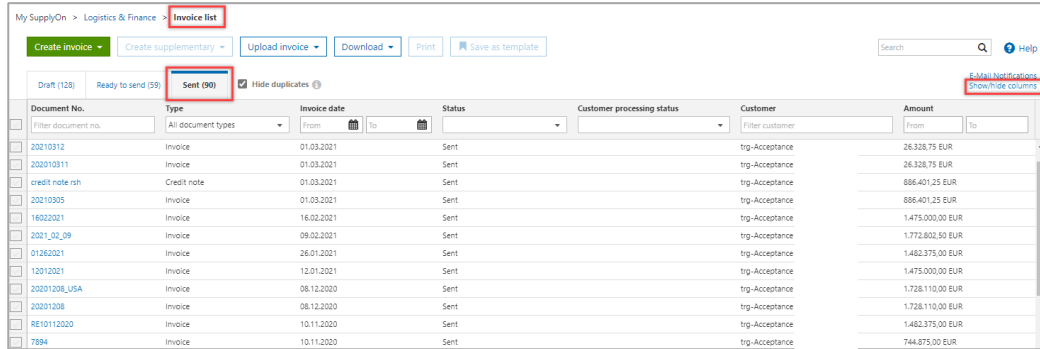 My SupplyOn > Logistics & Finance > Invoice list
Create invoice Create supplementary Upload invoice Download Print Save as template Search Help
E-Mail Notifications
Draft (128) Ready to send (59) Sent (90) Hide duplicates Show/hide columns
Document No. Type Invoice date Status Customer processing status Customer Amount
Filter document no. All document types From To Filter customer From To
20210312 Invoice 01.03.2021 Sent trg-Acceptance 26.328,75 EUR
202010311 Invoice 01.03.2021 Sent trg-Acceptance 26.328,75 EUR
credit note rsh Credit note 01.03.2021 Sent trg-Acceptance 886.401,25 EUR
20210305 Invoice 01.03.2021 Sent trg-Acceptance 886.401,25 EUR
16022021 Invoice 16.02.2021 Sent trg-Acceptance 1.475.000,00 EUR
2021_02_09 Invoice 09.02.2021 Sent trg-Acceptance 1.772.802,50 EUR
01262021 Invoice 26.01.2021 Sent trg-Acceptance 1.482.375,00 EUR
12012021 Invoice 12.01.2021 Sent trg-Acceptance 1.475.000,00 EUR
20201208_USA Invoice 08.12.2020 Sent trg-Acceptance 1.728.110,00 EUR
20201208 Invoice 08.12.2020 Sent trg-Acceptance 1.728.110,00 EUR
RE10112020 Invoice 10.11.2020 Sent trg-Acceptance 1.482.375,00 EUR
7894 Invoice 10.11.2020 Sent trg-Acceptance 744.875,00 EUR